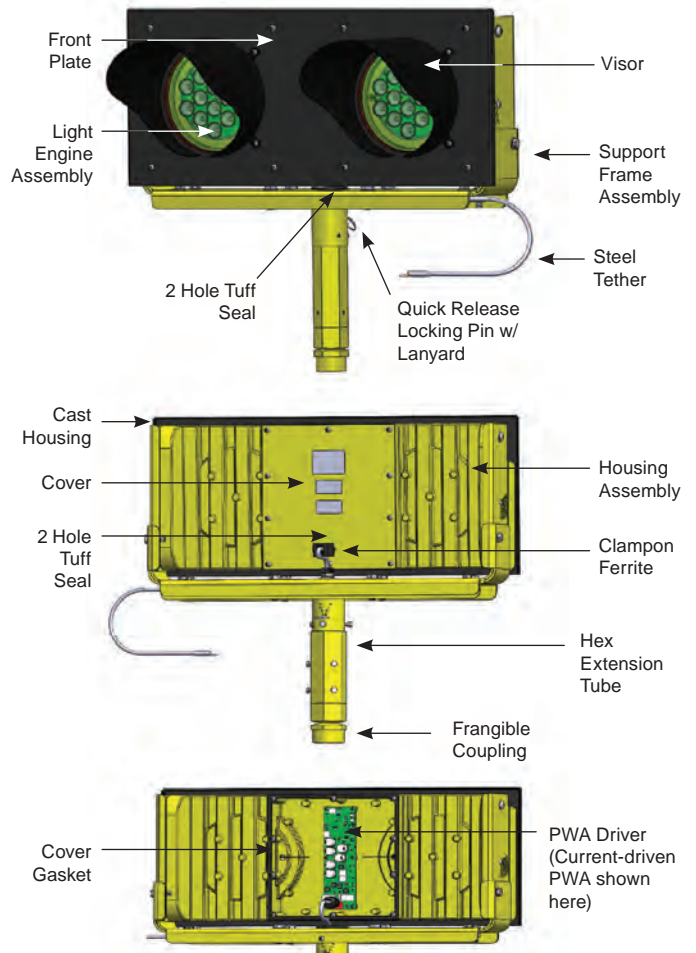 Front
Plate
Visor
Light
Engine
Assembly
Support
Frame
Assembly
Steel
Tether
2 Hole Tuff
Seal
Quick Release
Locking Pin w/
Lanyard
Cast
Housing
Cover
Housing
Assembly
2 Hole
Tuff
Seal
Clampon
Ferrite
Hex
Extension
Tube
Frangible
Coupling
Cover
Gasket
PWA Driver
(Current-driven
PWA shown
here)